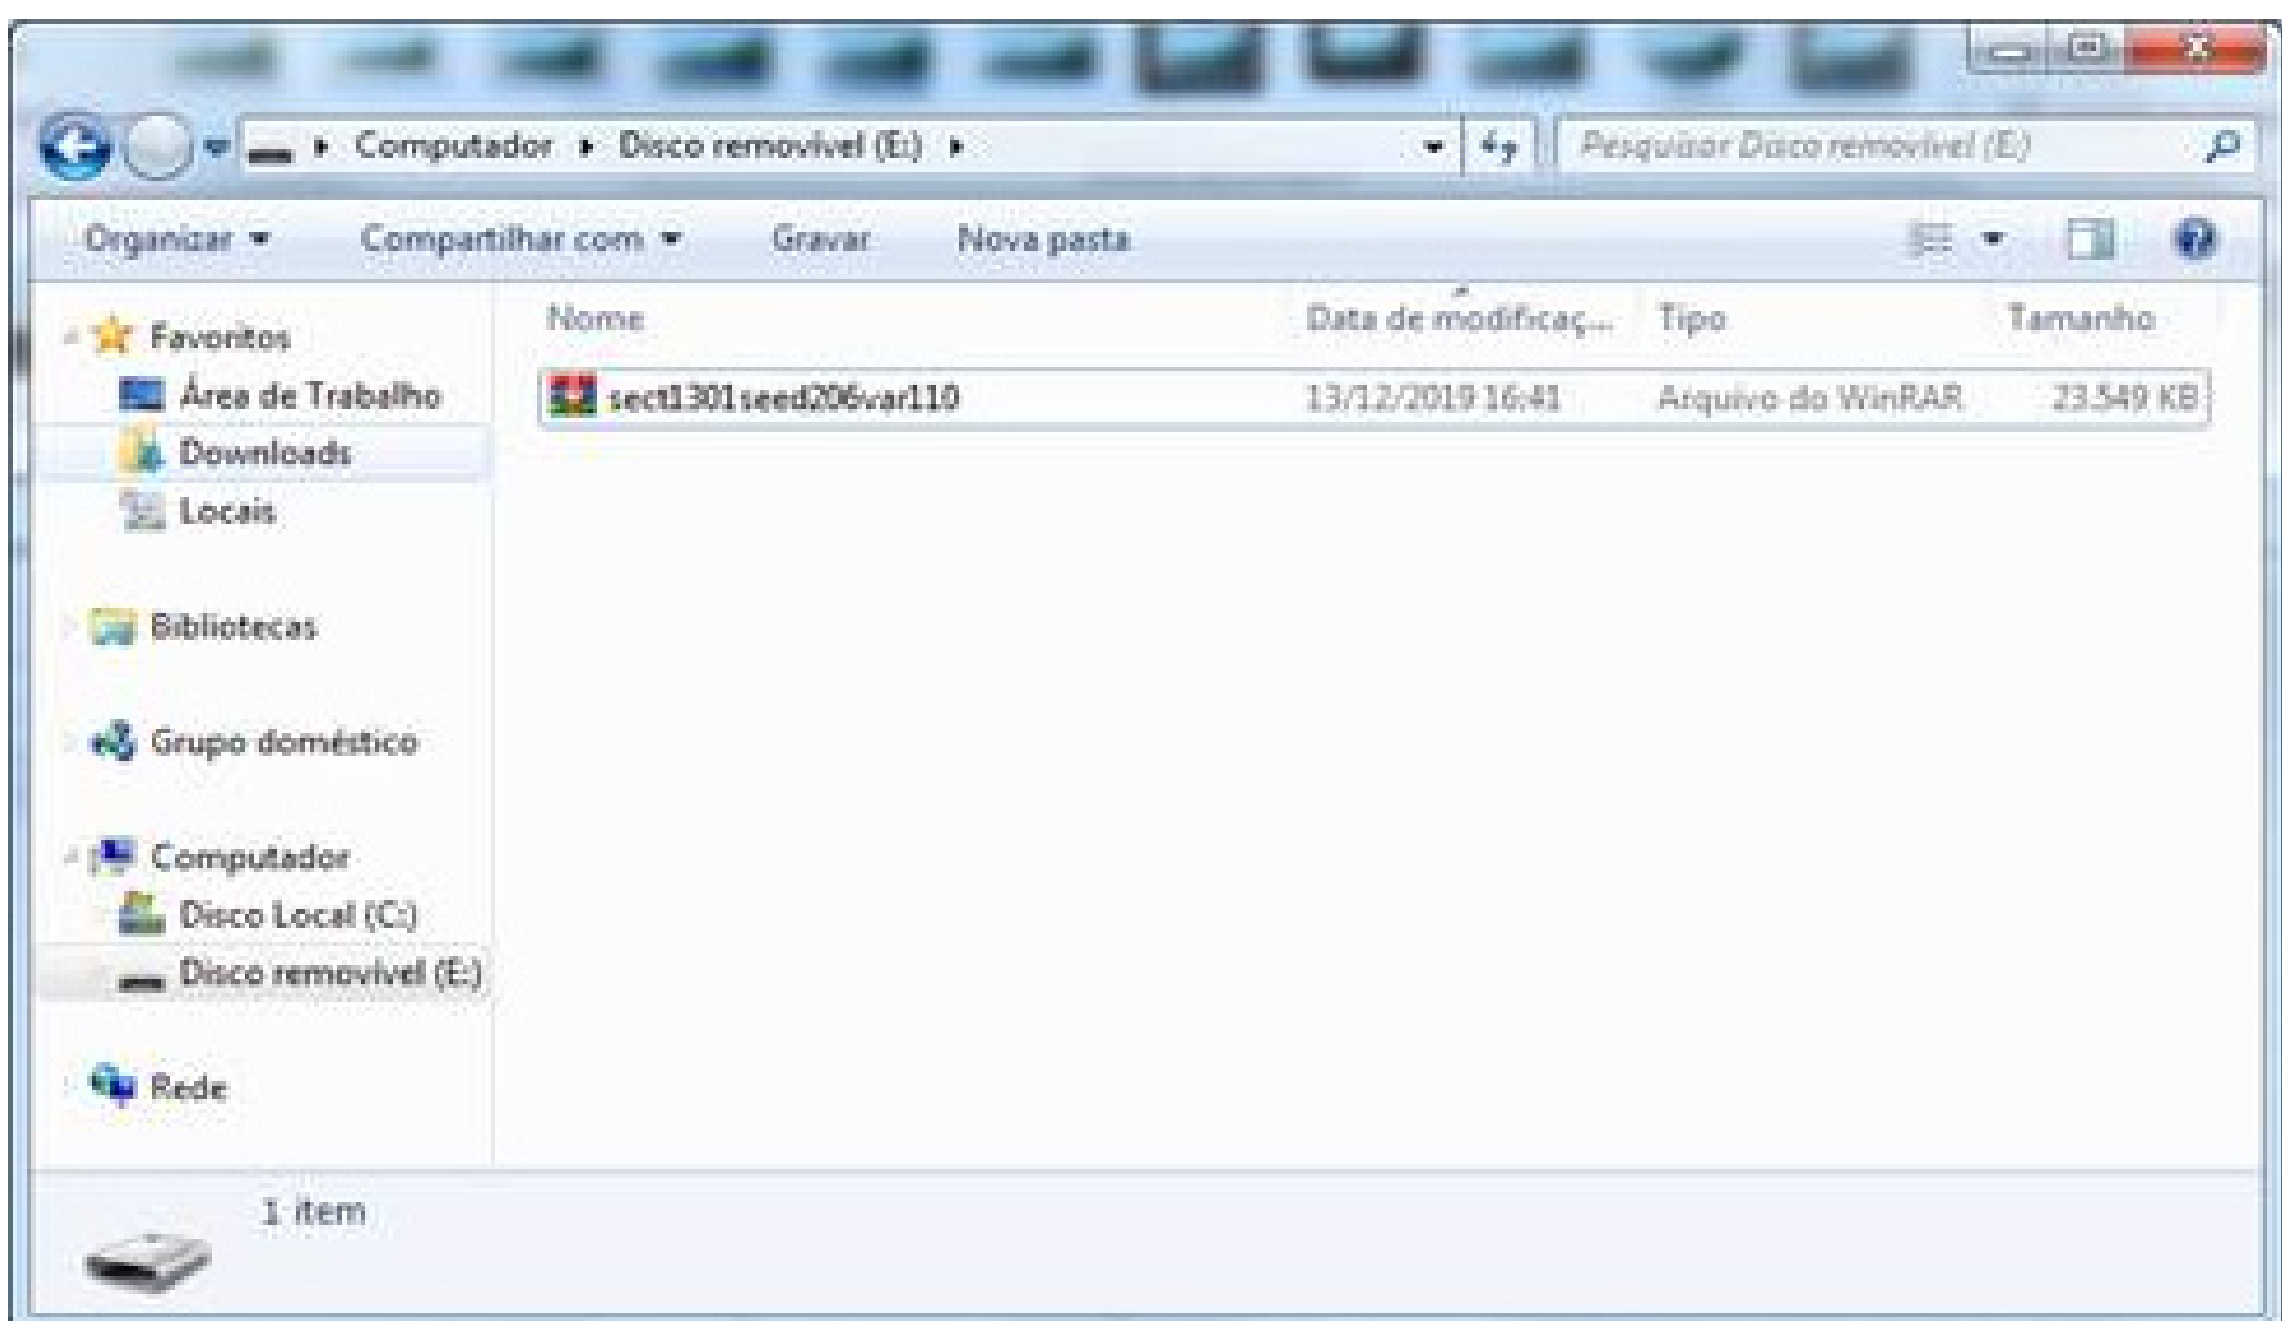 Computador Disco removível (E:)
Pesquisar Disco removível (E:)
Organizar Compartilhar com Gravar Nova pasta
Nome Data de modificaç... Tipo Tamanho
sect1301seed206var110 13/12/2019 16:41 Arquivo do WinRAR 23.549 KB
Favoritos
Área de Trabalho
Downloads
Locais
Bibliotecas
Grupo doméstico
Computador
Disco Local (C:)
Disco removível (E:)
Rede
1 item